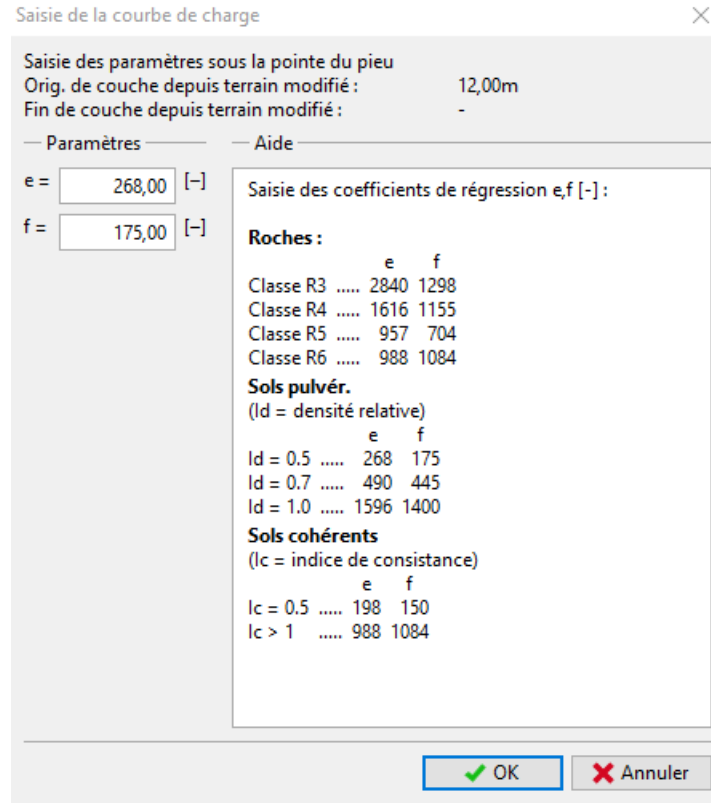 Saisie de la courbe de charge
Saisie des paramètres sous la pointe du pieu
Orig. de couche depuis terrain modifié : 12,00m
Fin de couche depuis terrain modifié : -
Paramètres
e = 268,00 [–]
f = 175,00 [–]
Aide
Saisie des coefficients de régression e,f [-] :
Roches :
e f
Classe R3 ..... 2840 1298
Classe R4 ..... 1616 1155
Classe R5 ..... 957 704
Classe R6 ..... 988 1084
Sols pulvér.
(Id = densité relative)
e f
Id = 0.5 ..... 268 175
Id = 0.7 ..... 490 445
Id = 1.0 ..... 1596 1400
Sols cohérents
(Ic = indice de consistance)
e f
Ic = 0.5 ..... 198 150
Ic > 1 ..... 988 1084
OK
Annuler